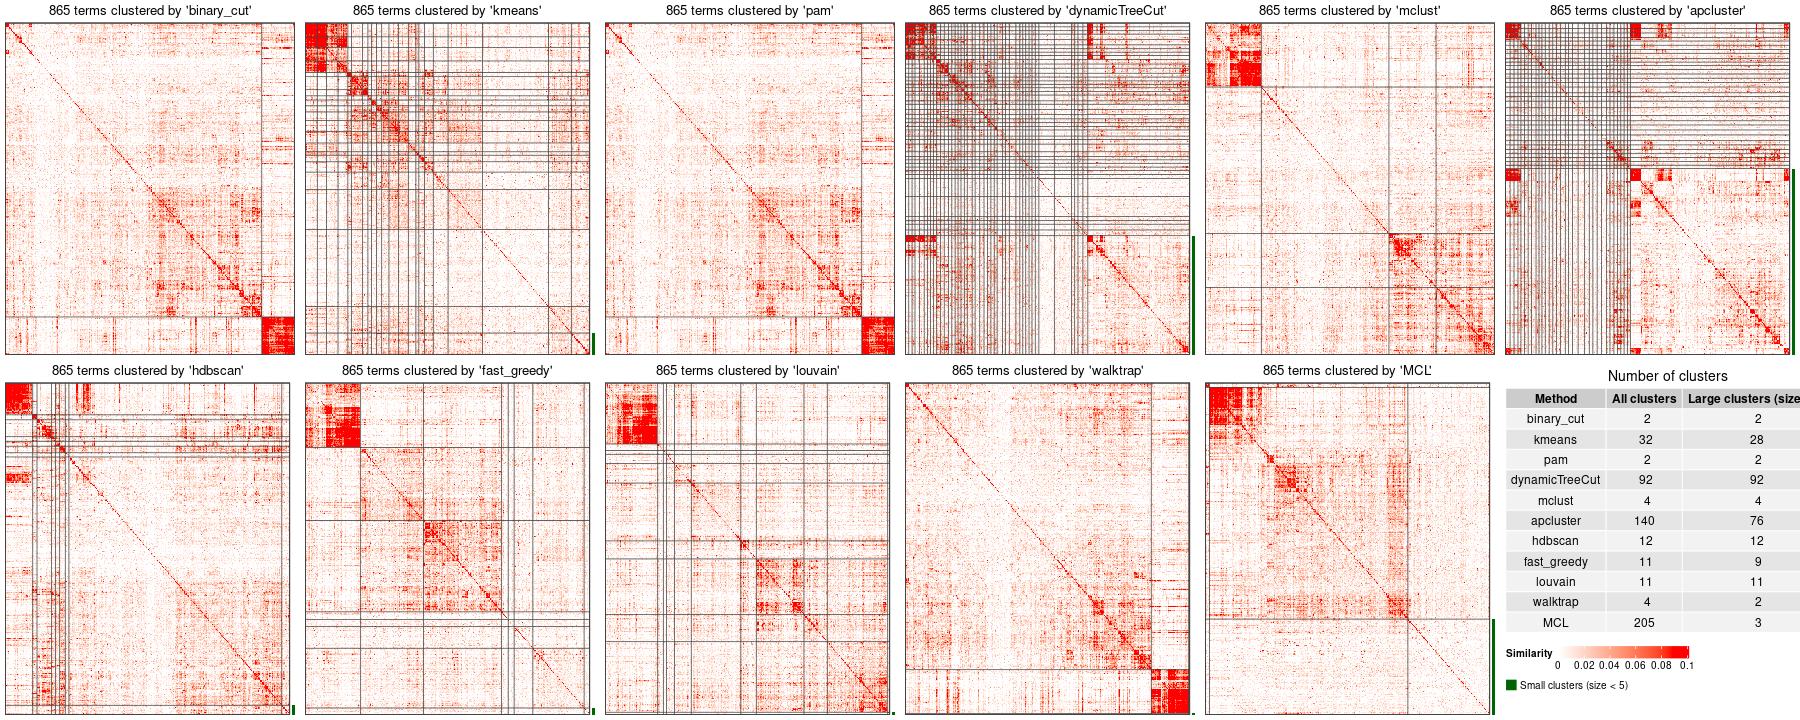 865 terms clustered by 'binary_cut'
865 terms clustered by 'kmeans'
865 terms clustered by 'pam'
865 terms clustered by 'dynamicTreeCut'
865 terms clustered by 'mclust'
865 terms clustered by 'apcluster'
865 terms clustered by 'hdbscan'
865 terms clustered by 'fast_greedy'
865 terms clustered by 'louvain'
865 terms clustered by 'walktrap'
865 terms clustered by 'MCL'
Number of clusters
Method All clusters Large clusters (size
binary_cut 2 2
kmeans 32 28
pam 2 2
dynamicTreeCut 92 92
mclust 4 4
apcluster 140 76
hdbscan 12 12
fast_greedy 11 9
louvain 11 11
walktrap 4 2
MCL 205 3
Similarity
0 0.02 0.04 0.06 0.08 0.1
Small clusters (size < 5)